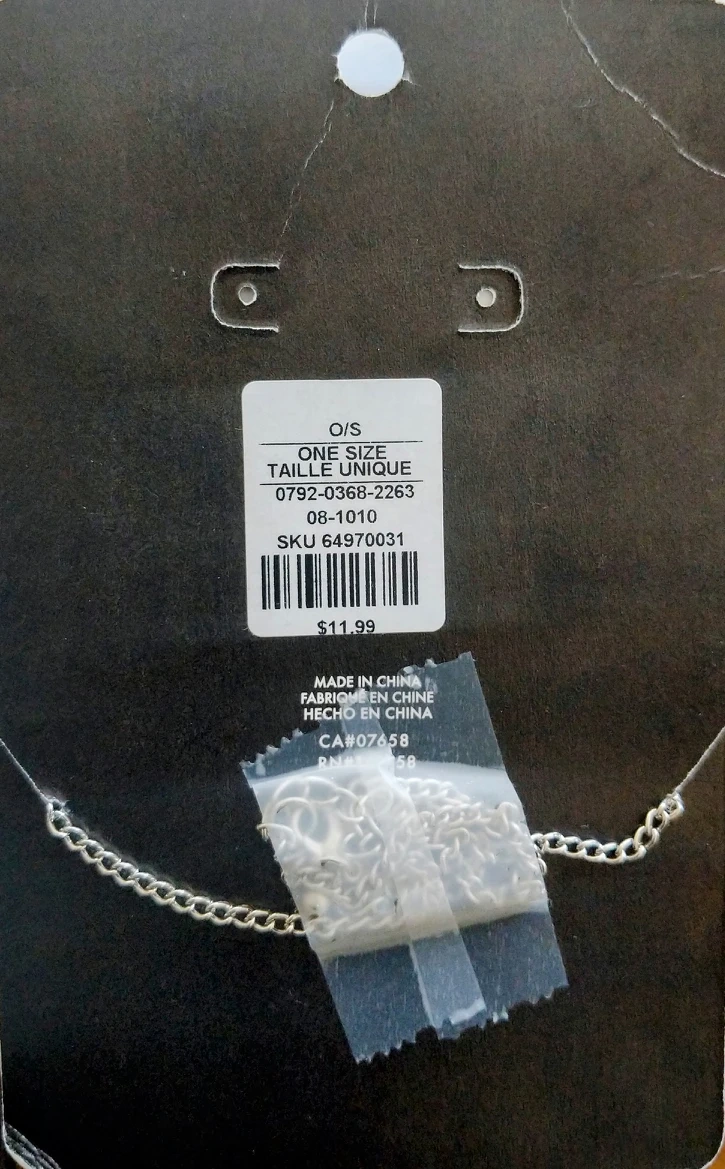 O/S
ONE SIZE
TAILLE UNIQUE
0792-0368-2263
08-1010
SKU 64970031
$11.99
MADE IN CHINA
FABRIQUÉ EN CHINE
HECHO EN CHINA
CA#07658